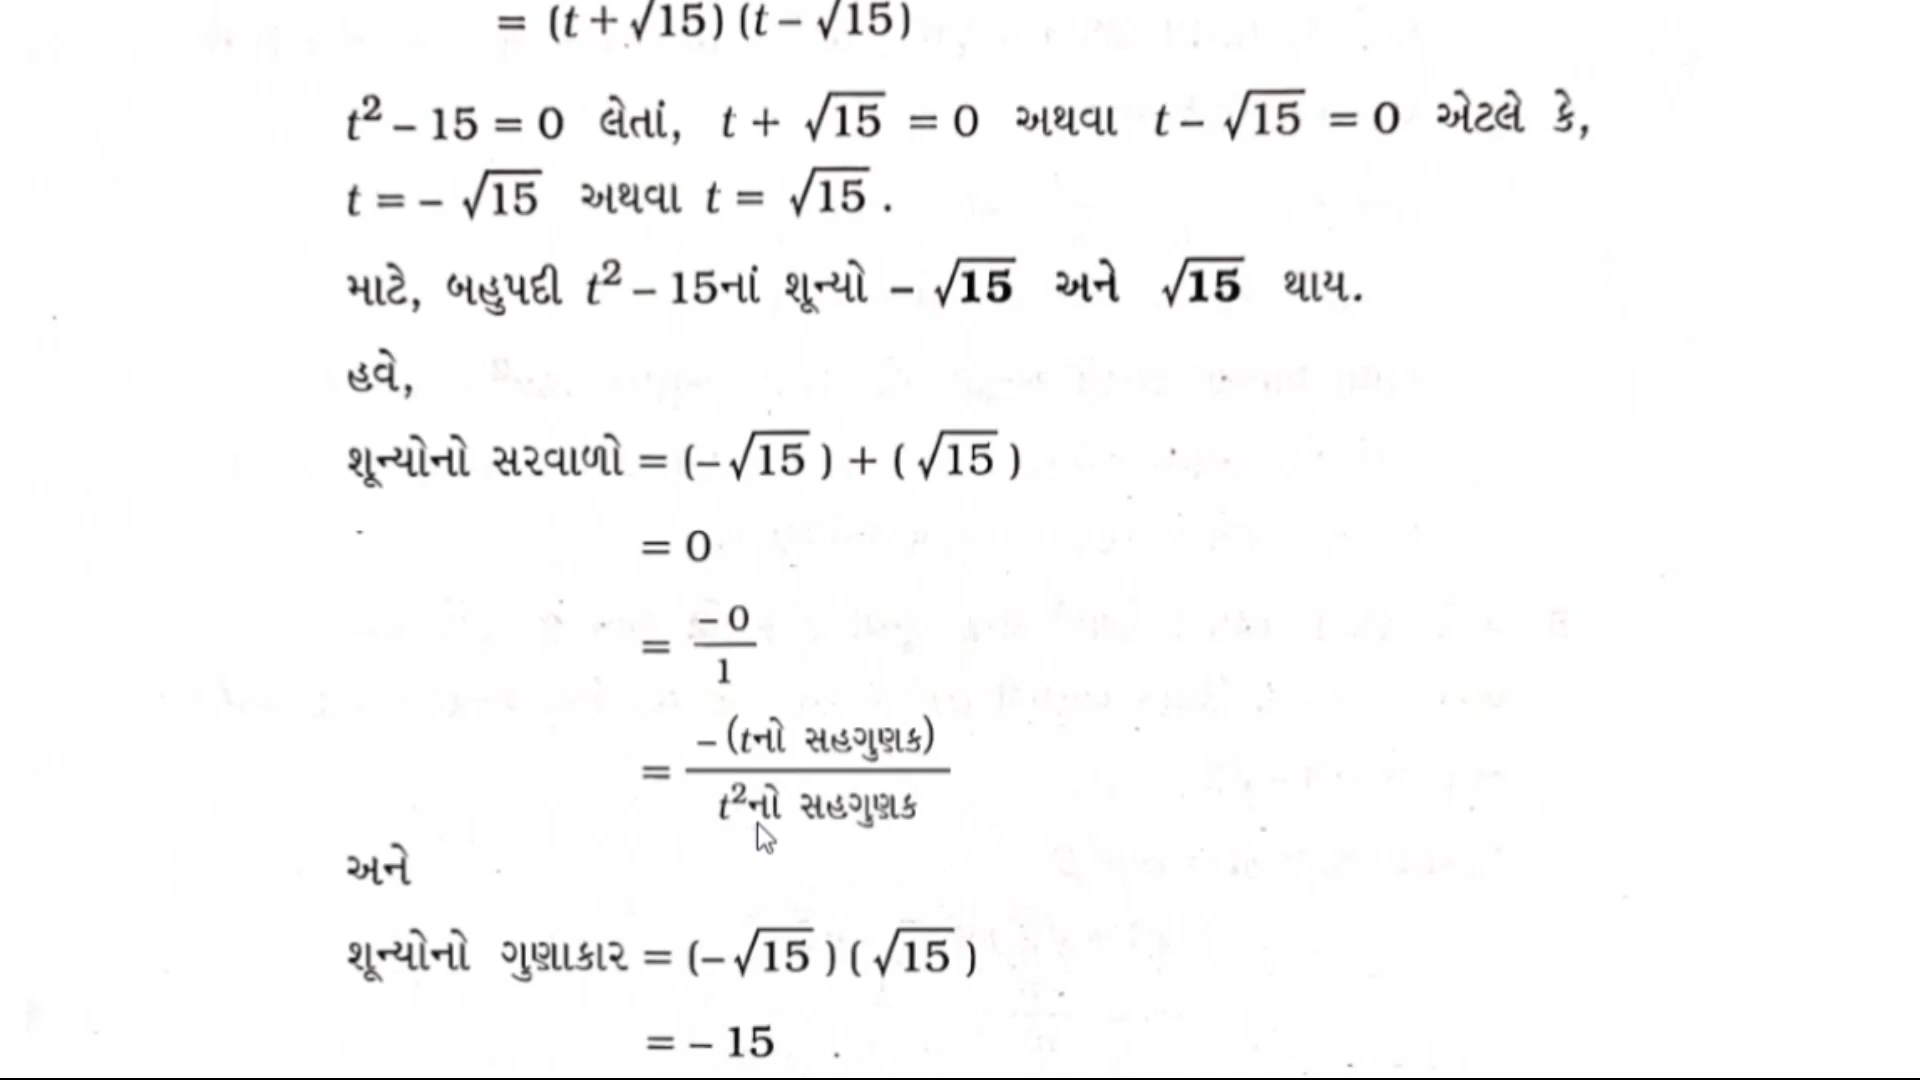 = (t + √15) (t – √15)
t² – 15 = 0 લેતાં, t + √15 = 0 અથવા t – √15 = 0 એટલે કે,
t = – √15 અથવા t = √15 .
માટે, બહુપદી t² – 15નાં શૂન્યો – √15 અને √15 થાય.
હવે,
શૂન્યોનો સરવાળો = (–√15 ) + ( √15 )
= 0
= – 0 / 1
= – (tનો સહગુણક) / t²નો સહગુણક
અને
શૂન્યોનો ગુણાકાર = (–√15 ) ( √15 )
= – 15